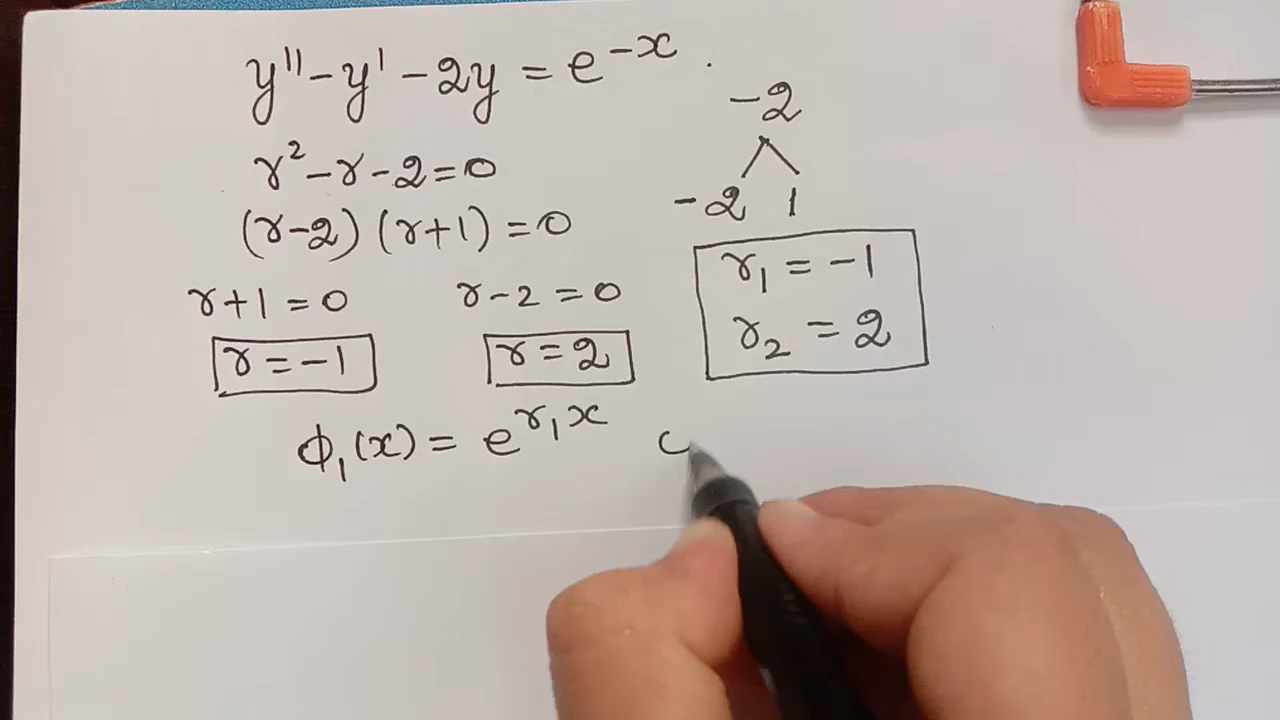 y'' - y' - 2y = e^{-x}.
-2
r² - r - 2 = 0
-2 1
(r-2) (r+1) = 0
r₁ = -1
r+1 = 0 r-2 = 0
r₂ = 2
r = -1 r = 2
ϕ₁(x) = e^{r₁x}